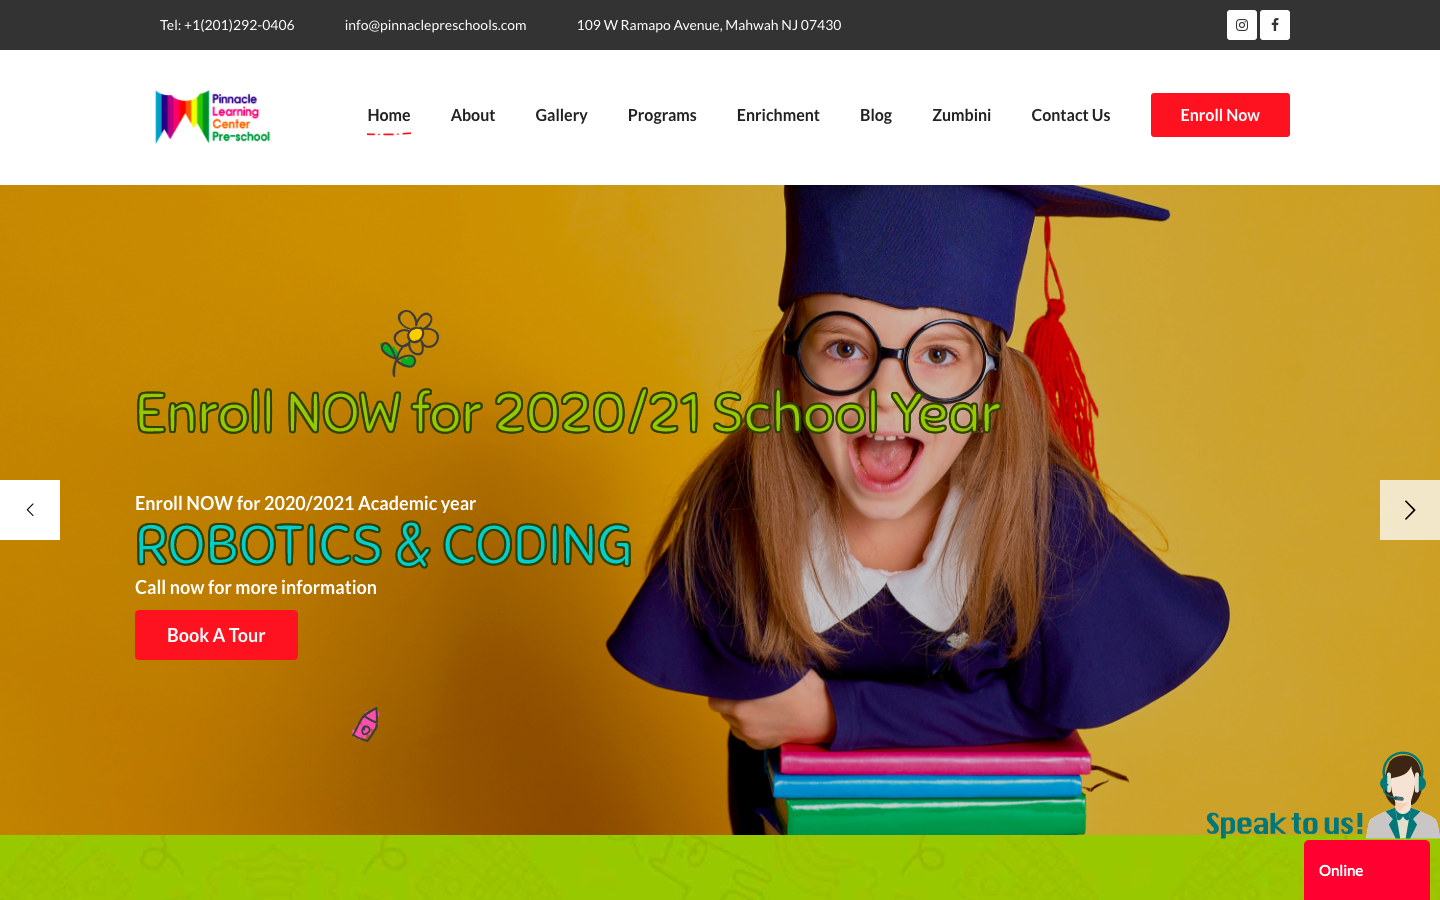 Tel: +1(201)292-0406
info@pinnaclepreschools.com
109 W Ramapo Avenue, Mahwah NJ 07430
Pinnacle
Learning
Center
Pre-school
Home
About
Gallery
Programs
Enrichment
Blog
Zumbini
Contact Us
Enroll Now
Enroll NOW for 2020/21 School Year
Enroll NOW for 2020/2021 Academic year
ROBOTICS & CODING
Call now for more information
Book A Tour
Speak to us!
Online